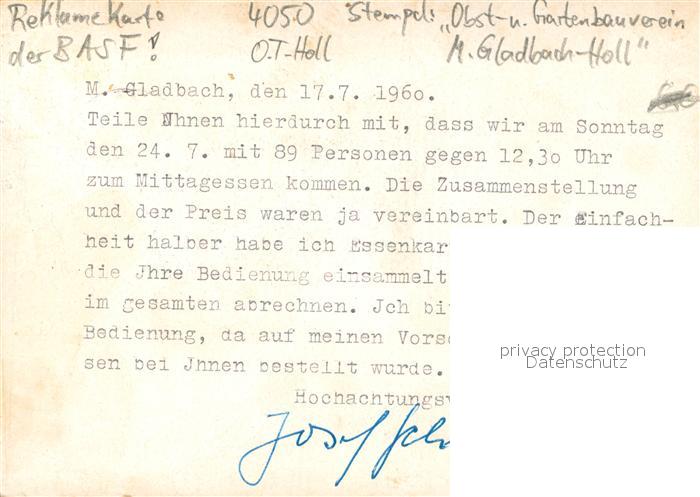 Reklame Karte 4050 Stempel: „Obst- u. Gartenbauverein
der BASF! O.T-Holl M. Gladbach-Holl"
M. Gladbach, den 17.7. 1960.
Teile Jhnen hierdurch mit, dass wir am Sonntag
den 24. 7. mit 89 Personen gegen 12,30 Uhr
zum Mittagessen kommen. Die Zusammenstellung
und der Preis waren ja vereinbart. Der Einfach-
heit halber habe ich Essenkar
die Jhre Bedienung einsammelt
im gesamten abrechnen. Jch bi
Bedienung, da auf meinen Vors
sen bei Jhnen bestellt wurde.
Hochachtungsv
Josef
privacy protection
Datenschutz